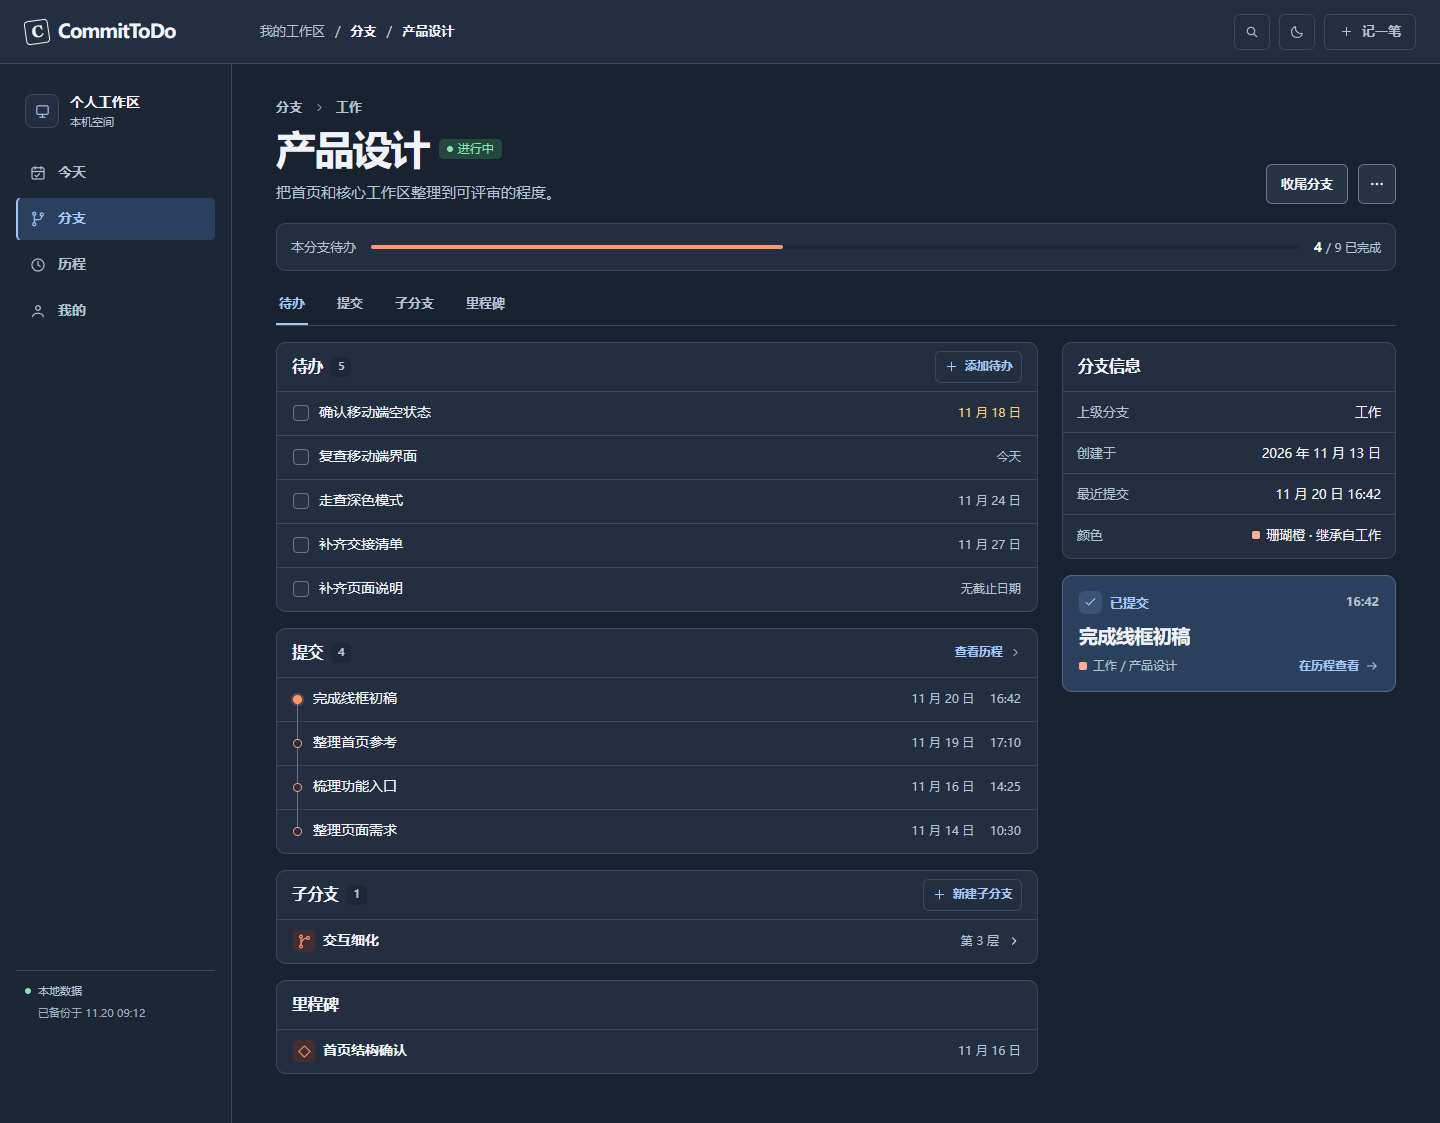 C CommitToDo
我的工作区 / 分支 / 产品设计
记一笔
个人工作区
本机空间
今天
分支
历程
我的
本地数据
已备份于 11.20 09:12
分支 > 工作
产品设计 进行中
把首页和核心工作区整理到可评审的程度。
收尾分支 ···
本分支待办 4 / 9 已完成
待办 提交 子分支 里程碑
待办 5 + 添加待办
确认移动端空状态 11 月 18 日
复查移动端界面 今天
走查深色模式 11 月 24 日
补齐交接清单 11 月 27 日
补齐页面说明 无截止日期
提交 4 查看历程 >
完成线框初稿 11 月 20 日 16:42
整理首页参考 11 月 19 日 17:10
梳理功能入口 11 月 16 日 14:25
整理页面需求 11 月 14 日 10:30
子分支 1 + 新建子分支
交互细化 第 3 层 >
里程碑
首页结构确认 11 月 16 日
分支信息
上级分支 工作
创建于 2026 年 11 月 13 日
最近提交 11 月 20 日 16:42
颜色 珊瑚橙 · 继承自工作
已提交 16:42
完成线框初稿
工作 / 产品设计 在历程查看 →